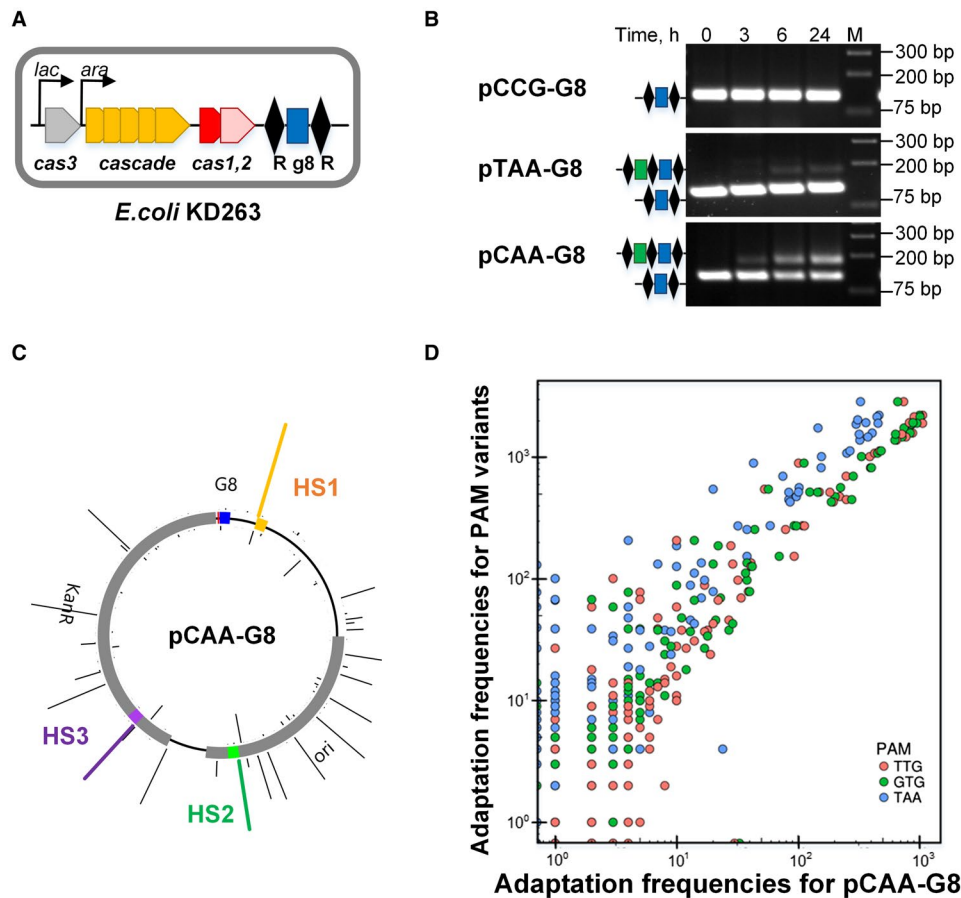 A
lac ara
cas3 cascade cas1,2 R g8 R
E.coli KD263
B
Time, h 0 3 6 24 M
pCCG-G8
300 bp
200 bp
75 bp
pTAA-G8
300 bp
200 bp
75 bp
pCAA-G8
300 bp
200 bp
75 bp
C
G8
HS1
KanR
pCAA-G8
HS3
ori
HS2
D
Adaptation frequencies for PAM variants
10³
10²
10¹
10⁰
PAM
TTG
GTG
TAA
10⁰ 10¹ 10² 10³
Adaptation frequencies for pCAA-G8